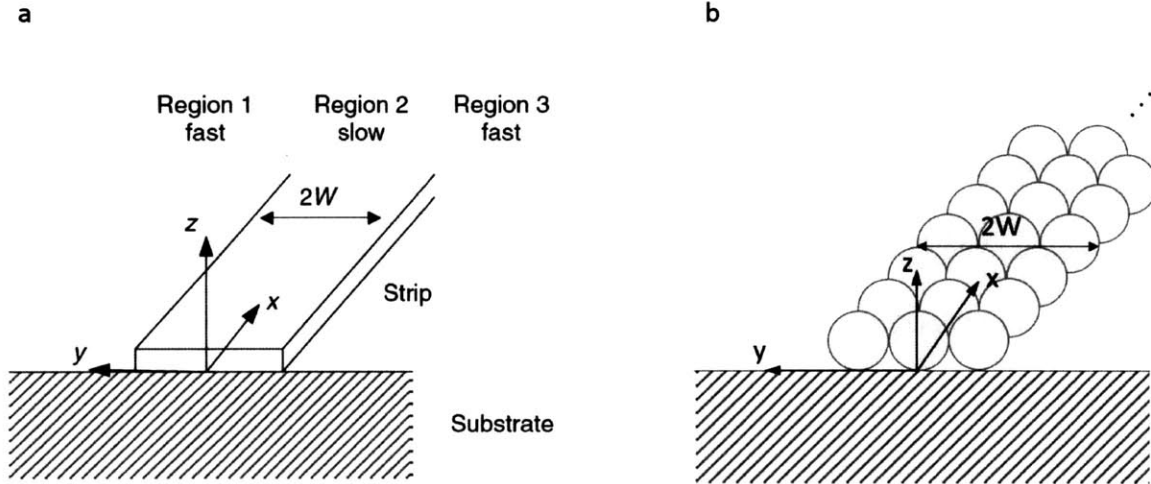 a
b
Region 1
fast
Region 2
slow
Region 3
fast
2W
z
x
Strip
y
Substrate
2W
z
x
y